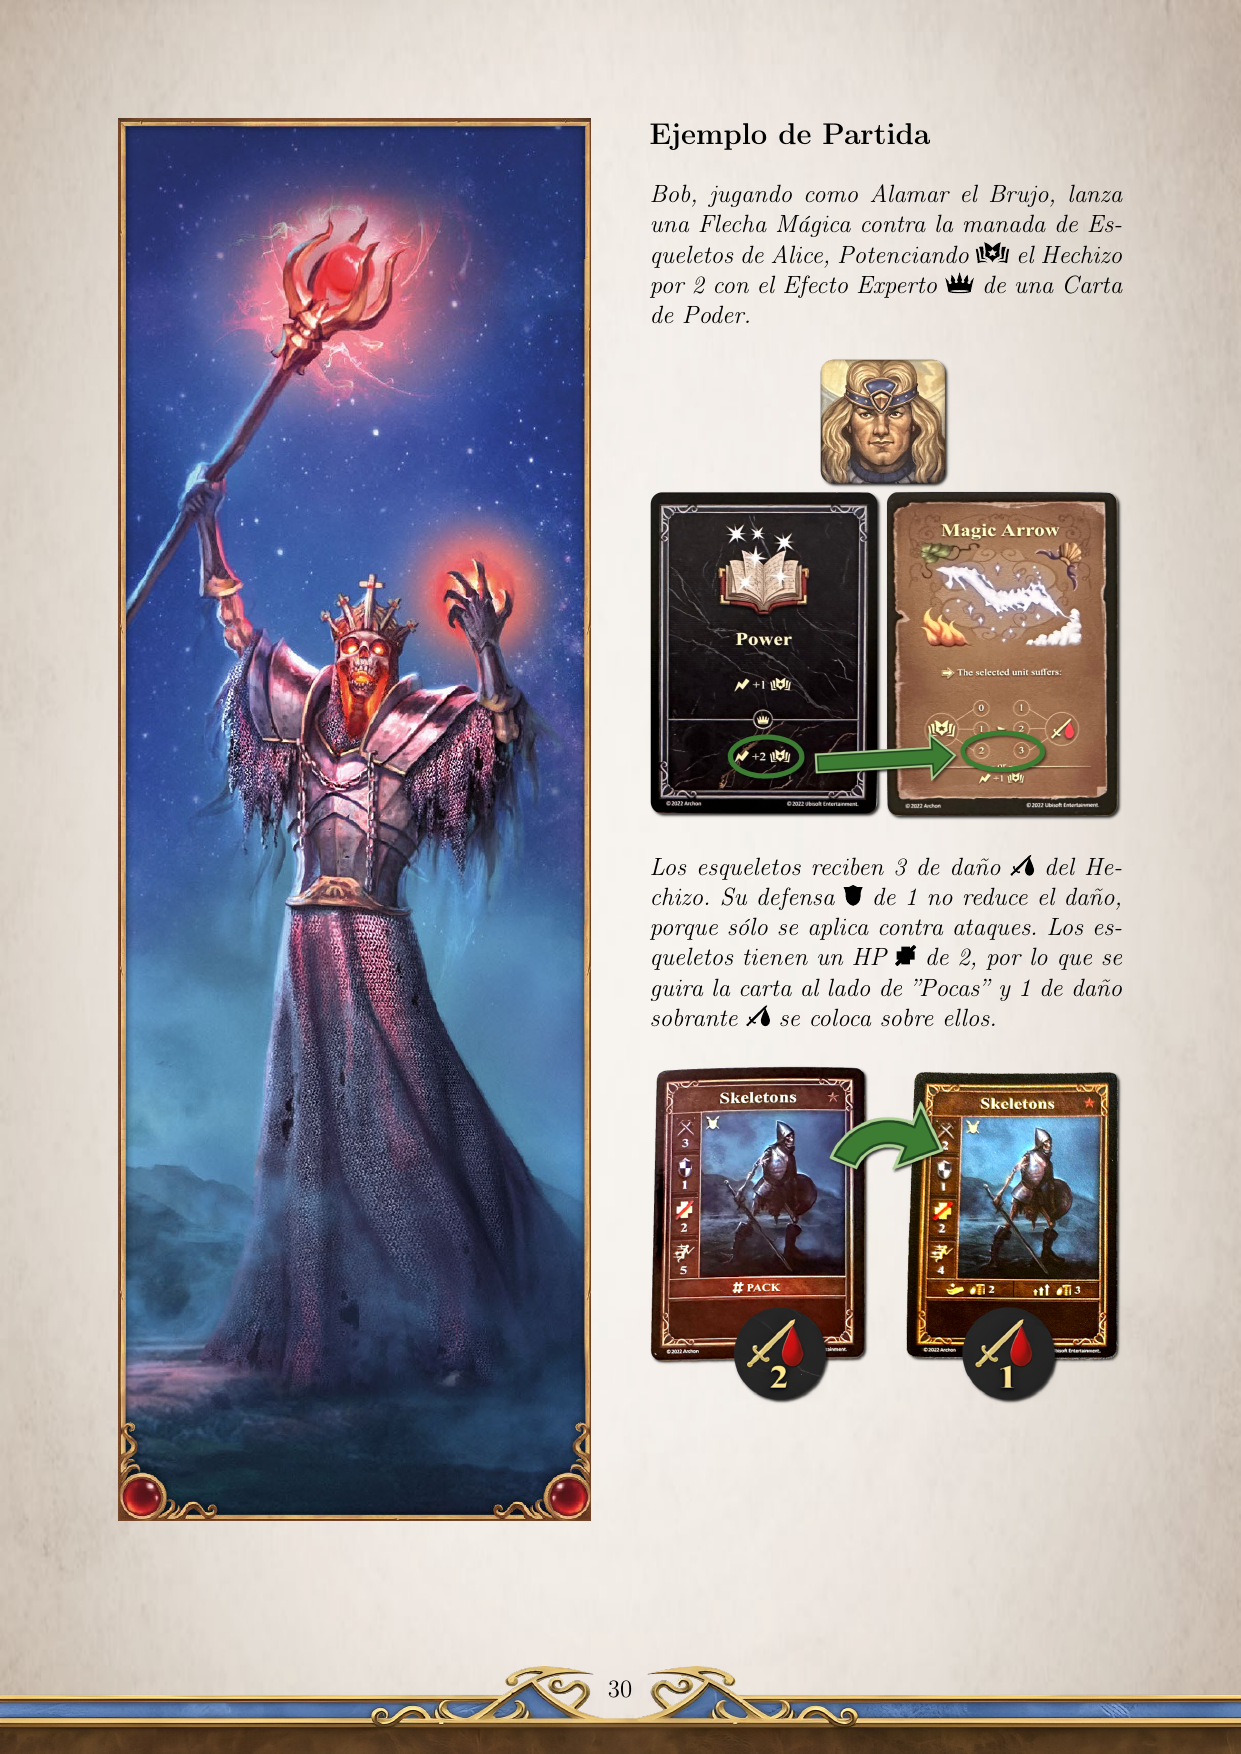 Ejemplo de Partida
Bob, jugando como Alamar el Brujo, lanza
una Flecha Mágica contra la manada de Es-
queletos de Alice, Potenciando el Hechizo
por 2 con el Efecto Experto de una Carta
de Poder.
Power
+1
+2
© 2022 Archon © 2022 Ubisoft Entertainment.
Magic Arrow
The selected unit suffers:
0 1
1 2
2 3
or
+1
© 2022 Archon © 2022 Ubisoft Entertainment.
Los esqueletos reciben 3 de daño del He-
chizo. Su defensa de 1 no reduce el daño,
porque sólo se aplica contra ataques. Los es-
queletos tienen un HP de 2, por lo que se
guira la carta al lado de "Pocas" y 1 de daño
sobrante se coloca sobre ellos.
Skeletons
3
1
2
5
# PACK
© 2022 Archon
2
Skeletons
2
1
2
4
2 3
© 2022 Archon Entertainment.
1
30